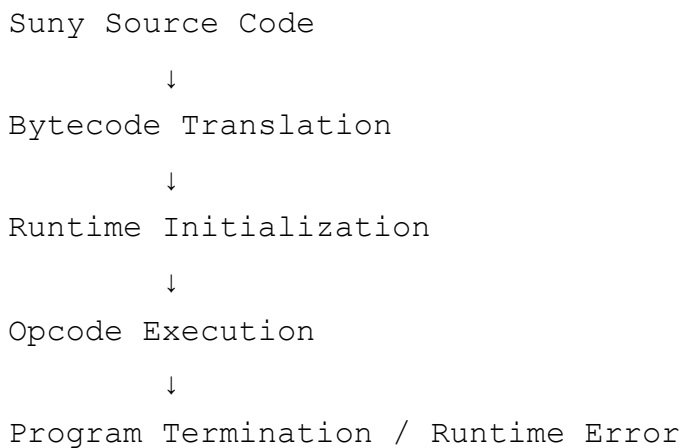 Suny Source Code
↓
Bytecode Translation
↓
Runtime Initialization
↓
Opcode Execution
↓
Program Termination / Runtime Error